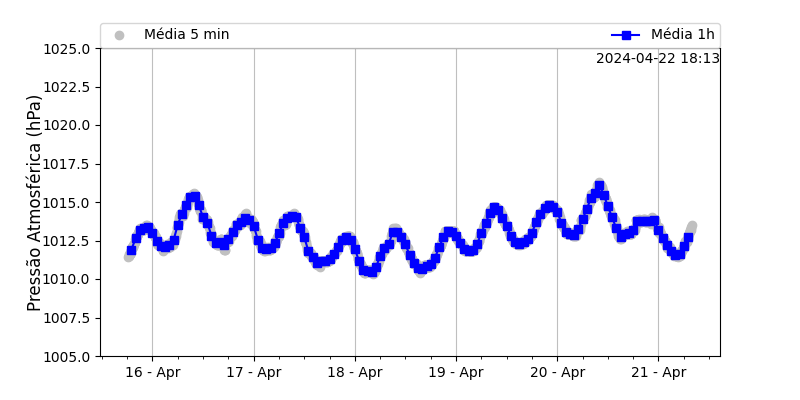 Média 5 min
Média 1h
2024-04-22 18:13
Pressão Atmosférica (hPa)
1025.0
1022.5
1020.0
1017.5
1015.0
1012.5
1010.0
1007.5
1005.0
16 - Apr
17 - Apr
18 - Apr
19 - Apr
20 - Apr
21 - Apr